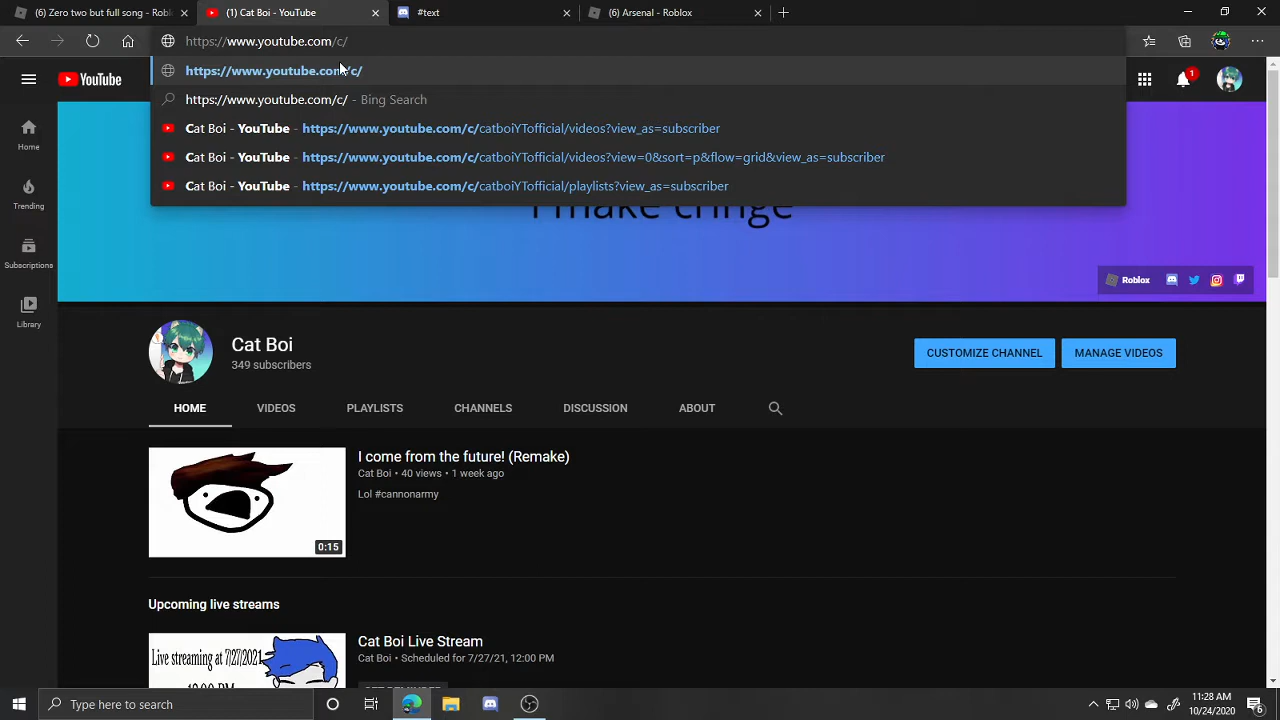 (6) Zero two but full song - Robl
(1) Cat Boi - YouTube
#text
(6) Arsenal - Roblox
https://www.youtube.com/c/
https://www.youtube.com/c/
https://www.youtube.com/c/ - Bing Search
Cat Boi - YouTube - https://www.youtube.com/c/catboiYTofficial/videos?view_as=subscriber
Cat Boi - YouTube - https://www.youtube.com/c/catboiYTofficial/videos?view=0&sort=p&flow=grid&view_as=subscriber
Cat Boi - YouTube - https://www.youtube.com/c/catboiYTofficial/playlists?view_as=subscriber
YouTube
1
Home
Trending
Subscriptions
Library
I make cringe
Roblox
Cat Boi
349 subscribers
CUSTOMIZE CHANNEL
MANAGE VIDEOS
HOME
VIDEOS
PLAYLISTS
CHANNELS
DISCUSSION
ABOUT
I come from the future! (Remake)
Cat Boi • 40 views • 1 week ago
Lol #cannonarmy
0:15
Upcoming live streams
Live streaming at 7/27/2021
12:00 PM
Cat Boi Live Stream
Cat Boi • Scheduled for 7/27/21, 12:00 PM
Type here to search
11:28 AM
10/24/2020
6